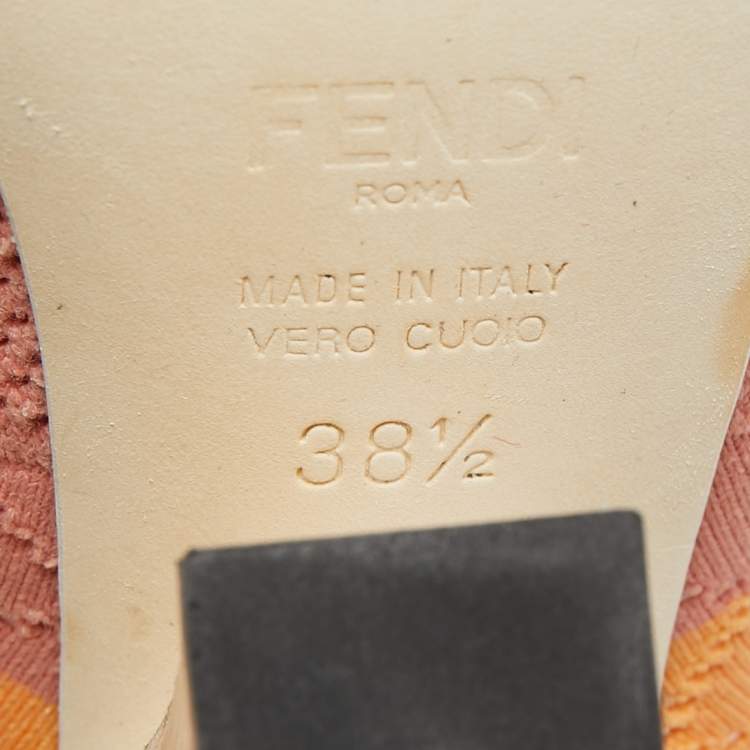 FENDI
ROMA
MADE IN ITALY
VERO CUOIO
38½